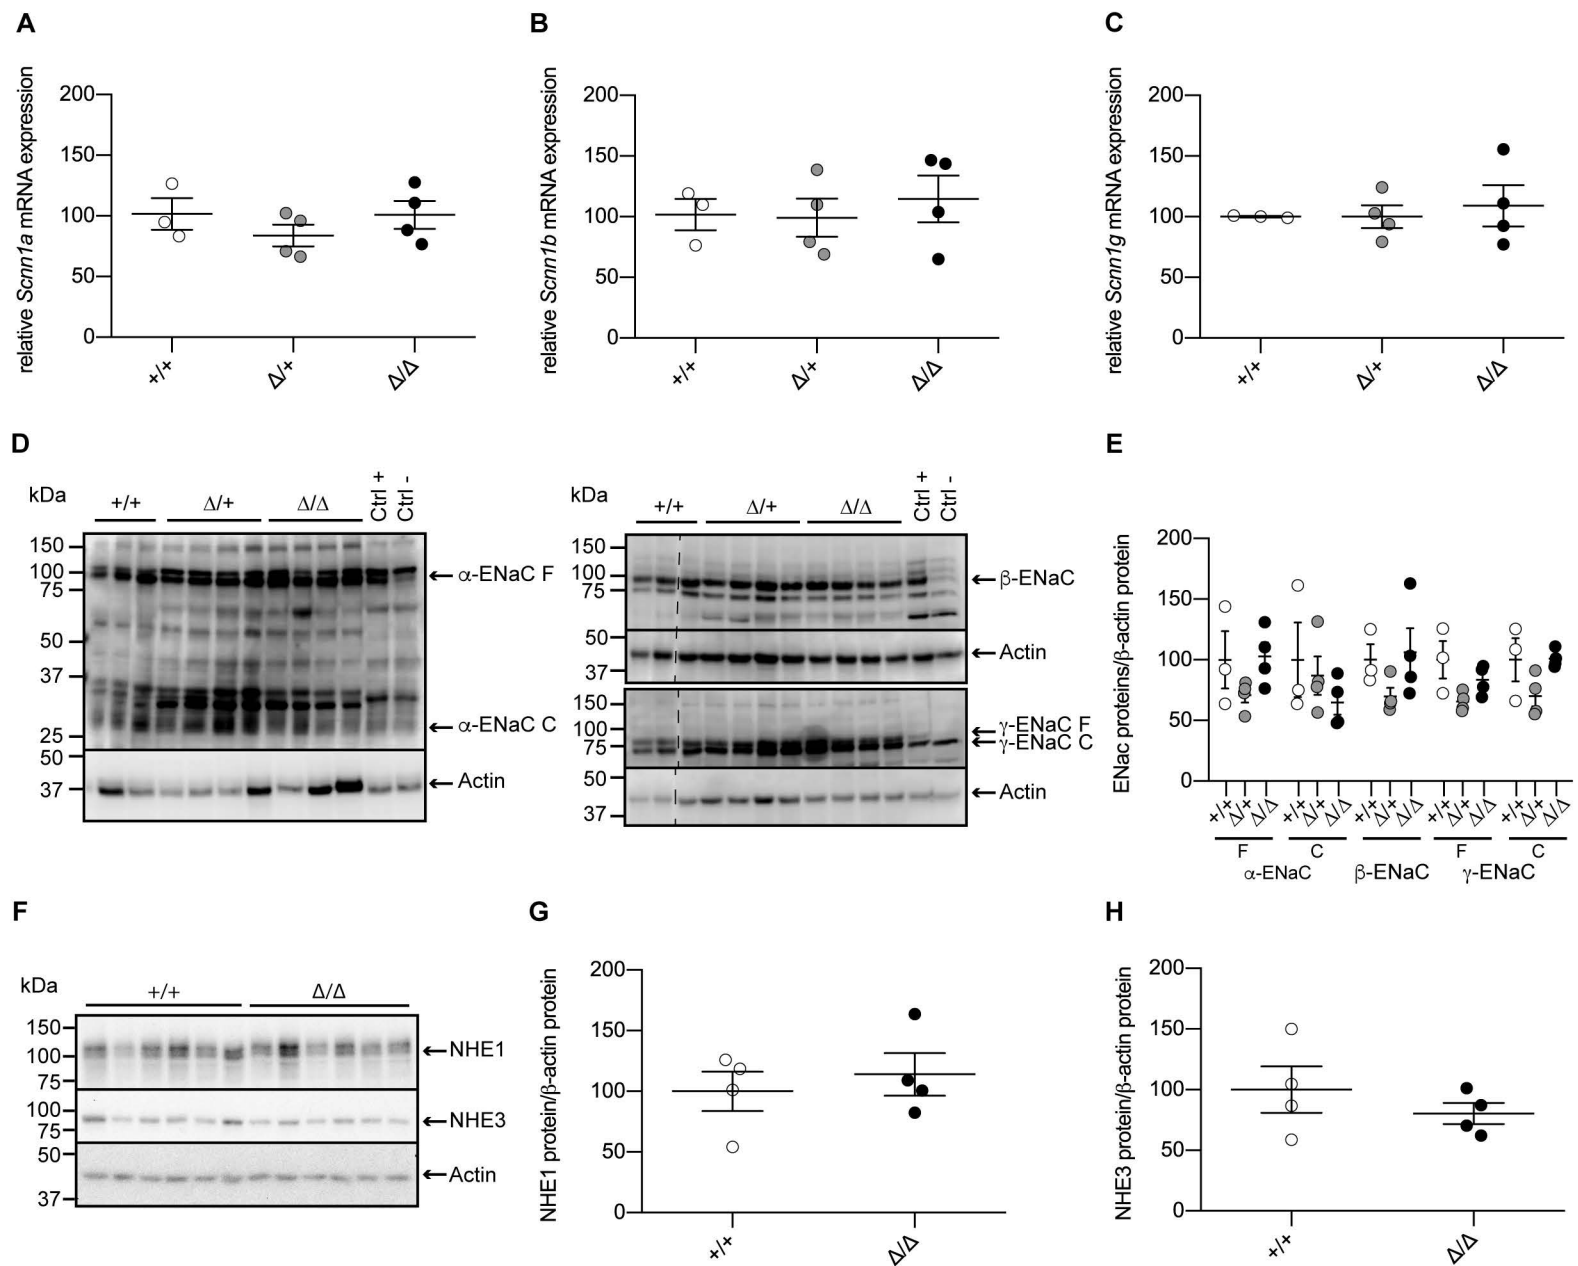 A
relative Scnn1a mRNA expression
200
150
100
50
0
+/+
Δ/+
Δ/Δ
B
relative Scnn1b mRNA expression
200
150
100
50
0
+/+
Δ/+
Δ/Δ
C
relative Scnn1g mRNA expression
200
150
100
50
0
+/+
Δ/+
Δ/Δ
D
kDa
+/+
Δ/+
Δ/Δ
Ctrl +
Ctrl -
150
100
75
50
37
25
50
37
α-ENaC F
α-ENaC C
Actin
kDa
+/+
Δ/+
Δ/Δ
Ctrl +
Ctrl -
150
100
75
50
37
150
100
75
50
37
β-ENaC
Actin
γ-ENaC F
γ-ENaC C
Actin
E
ENac proteins/β-actin protein
200
150
100
50
0
+/+ Δ/+ Δ/Δ +/+ Δ/+ Δ/Δ +/+ Δ/+ Δ/Δ +/+ Δ/+ Δ/Δ +/+ Δ/+ Δ/Δ
F C F C
α-ENaC β-ENaC γ-ENaC
F
kDa
+/+
Δ/Δ
150
100
75
100
75
50
37
NHE1
NHE3
Actin
G
NHE1 protein/β-actin protein
200
150
100
50
0
+/+
Δ/Δ
H
NHE3 protein/β-actin protein
200
150
100
50
0
+/+
Δ/Δ